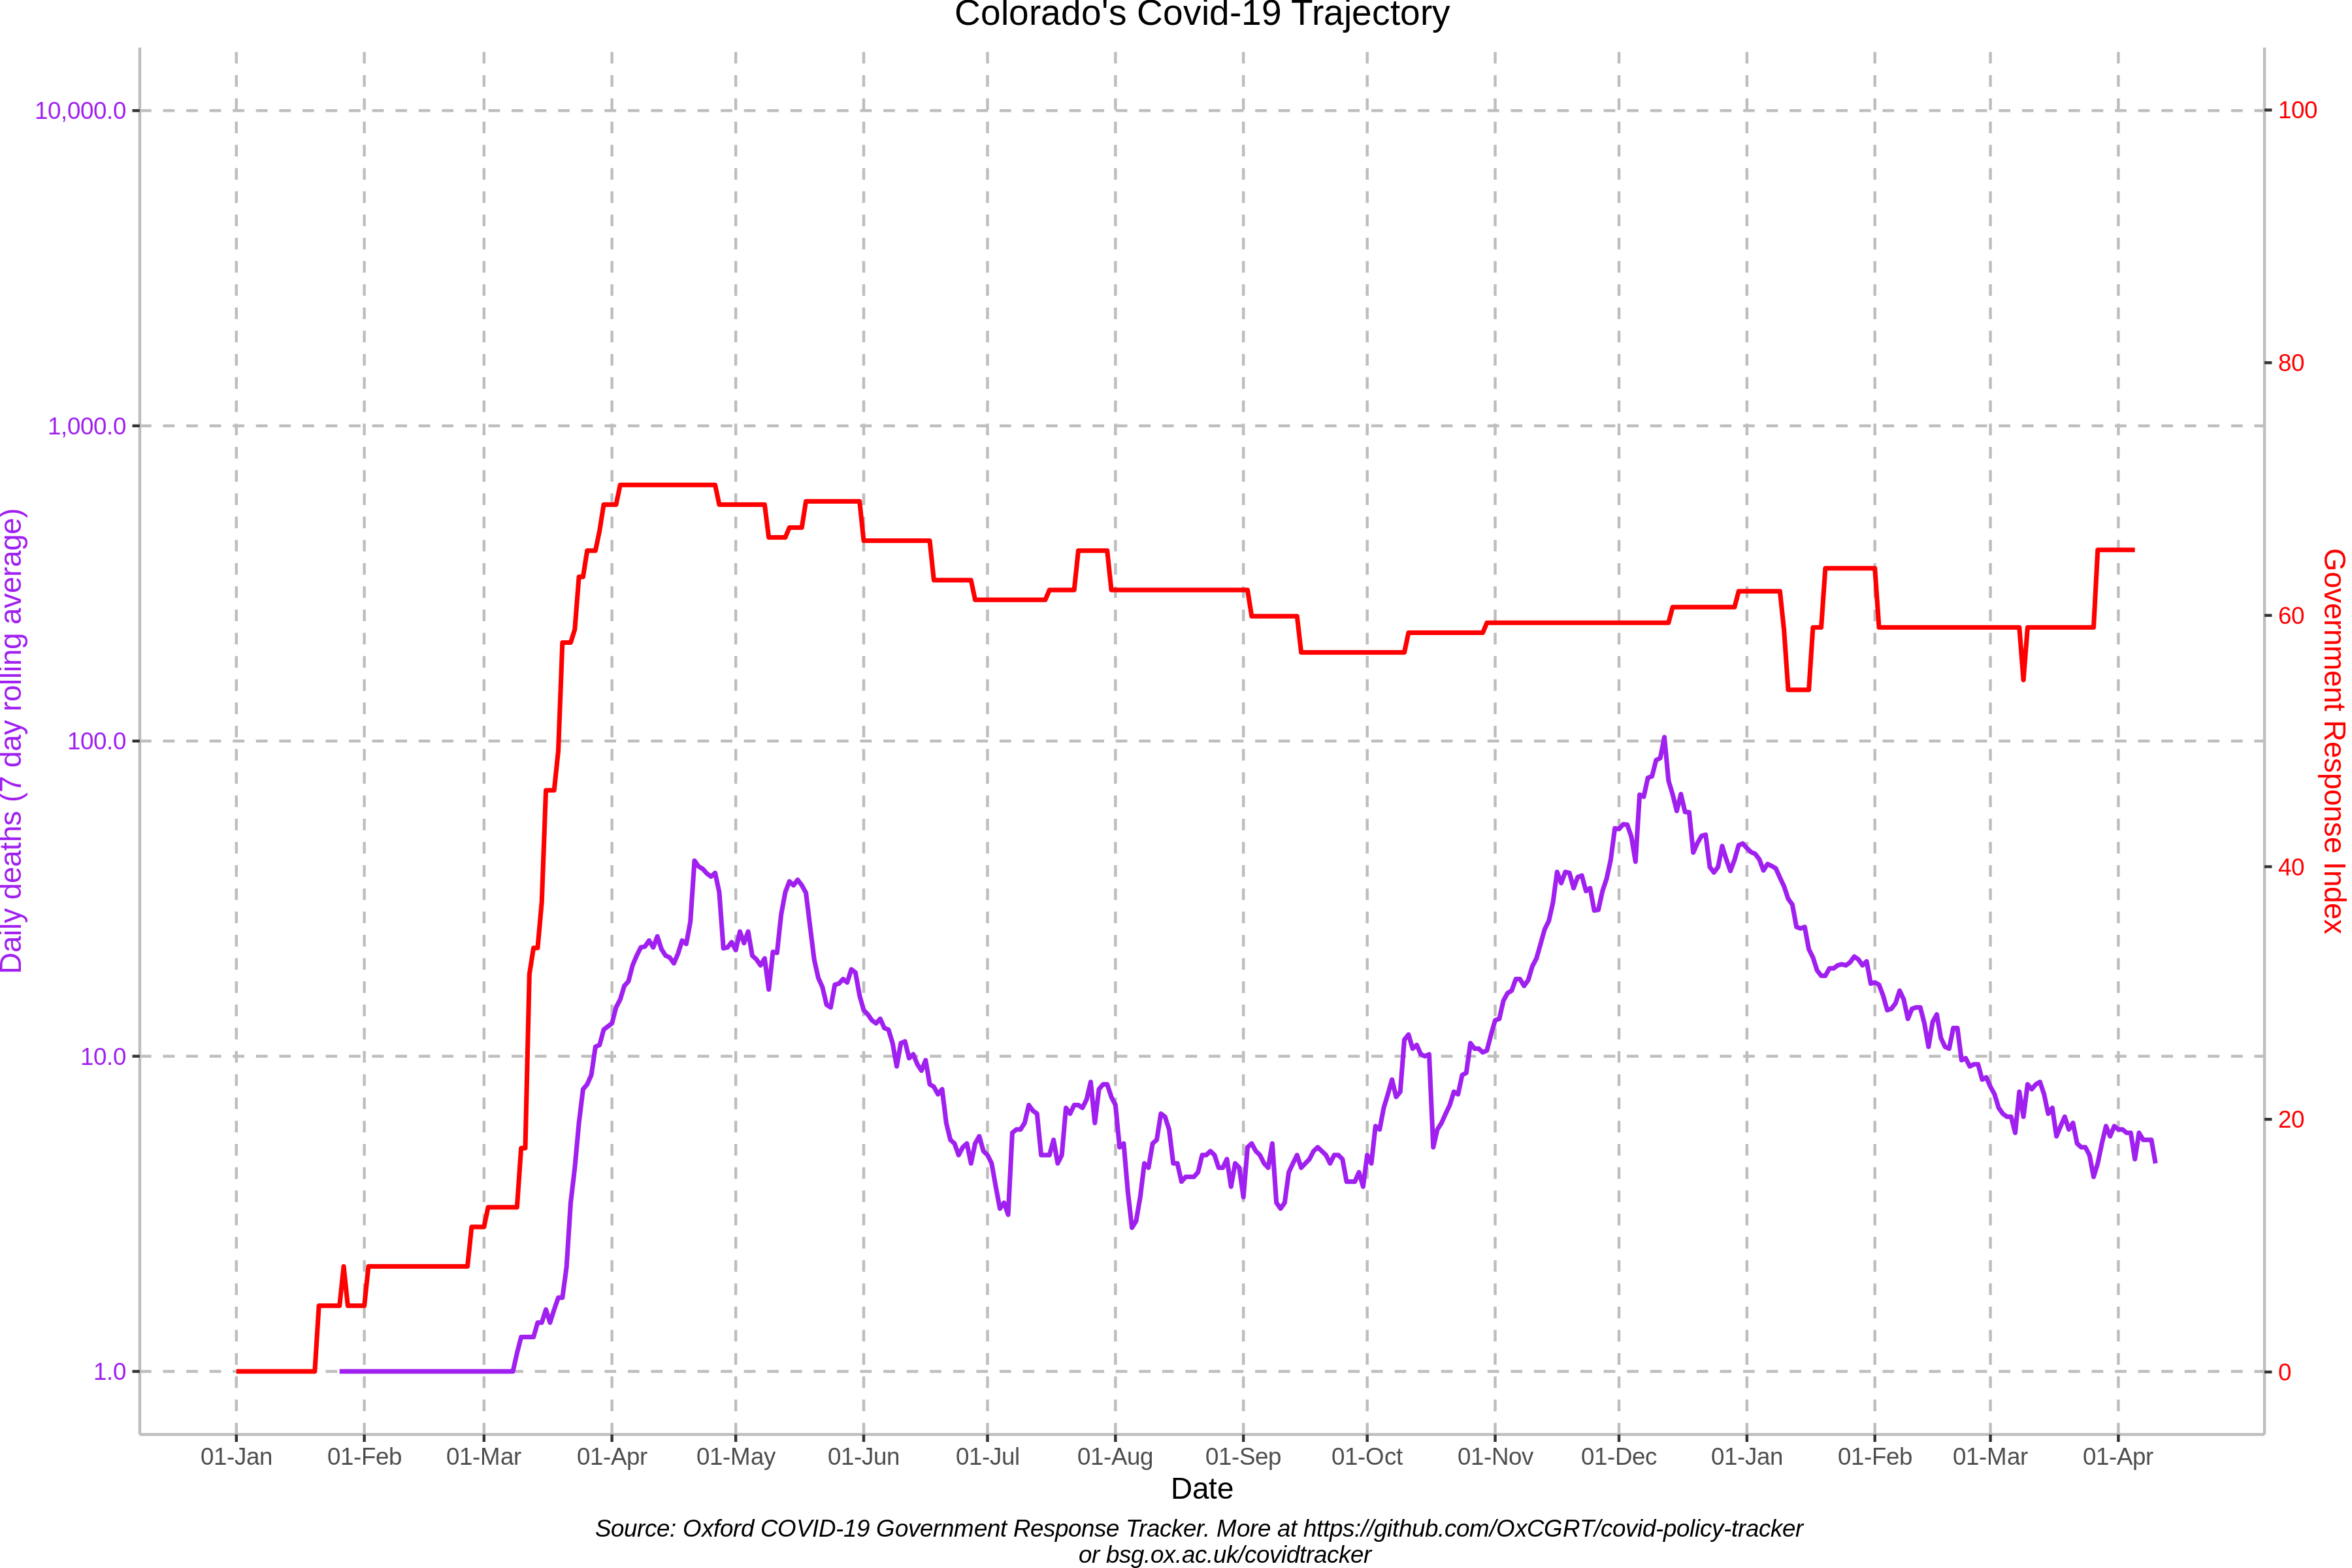 Colorado's Covid-19 Trajectory
10,000.0
1,000.0
100.0
10.0
1.0
Daily deaths (7 day rolling average)
100
80
60
40
20
0
Government Response Index
01-Jan 01-Feb 01-Mar 01-Apr 01-May 01-Jun 01-Jul 01-Aug 01-Sep 01-Oct 01-Nov 01-Dec 01-Jan 01-Feb 01-Mar 01-Apr
Date
Source: Oxford COVID-19 Government Response Tracker. More at https://github.com/OxCGRT/covid-policy-tracker
or bsg.ox.ac.uk/covidtracker